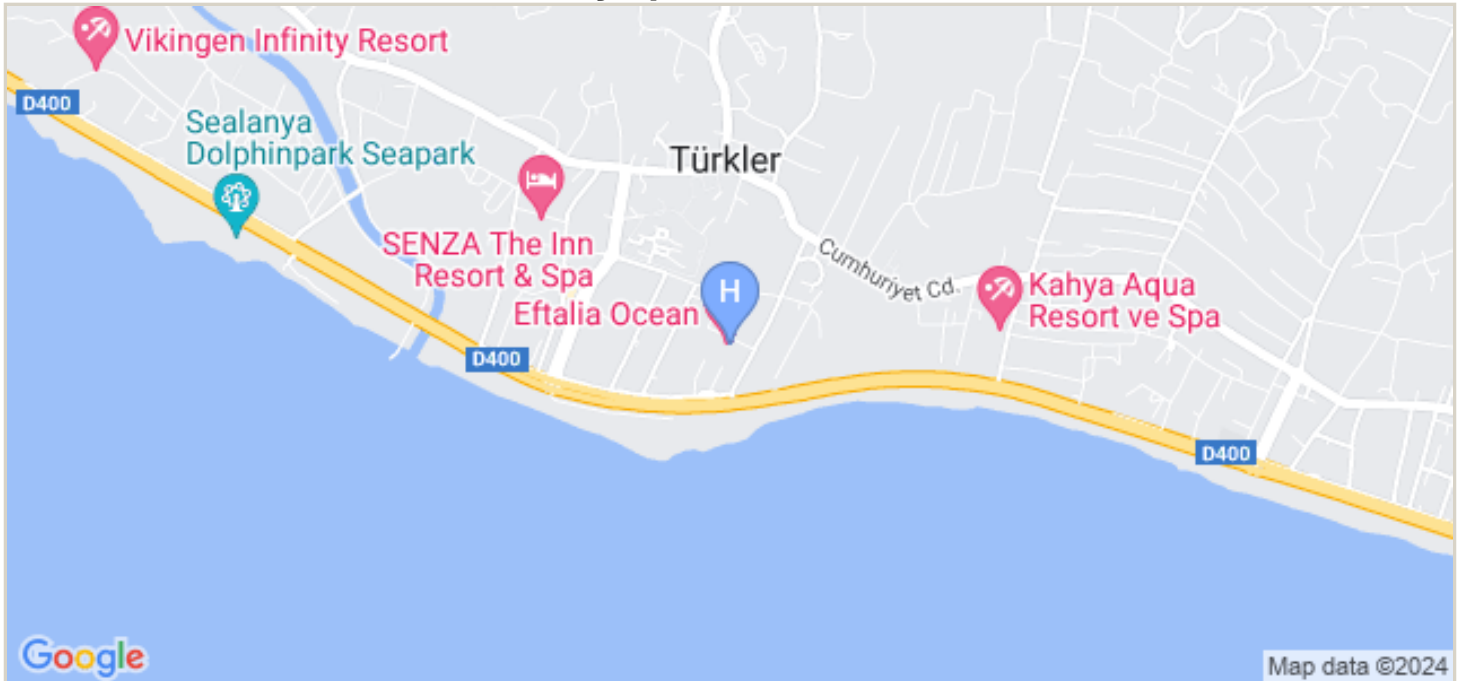 Vikingen Infinity Resort
D400
Sealanya
Dolphinpark Seapark
Türkler
SENZA The Inn
Resort & Spa
Cumhuriyet Cd.
Kahya Aqua
Resort ve Spa
H
Eftalia Ocean
D400
D400
Google
Map data ©2024